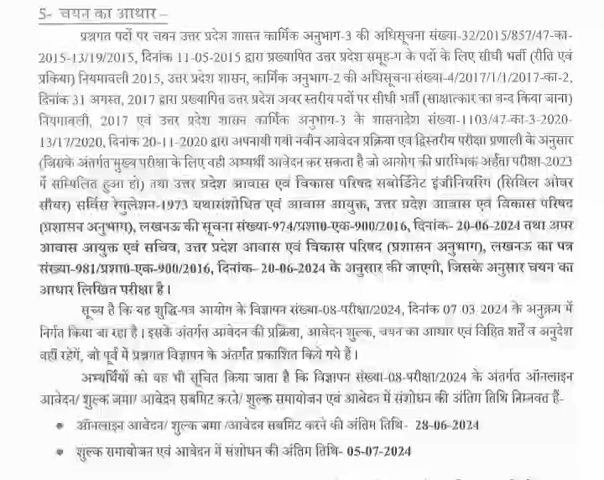 5- चयन का आधार –
प्रश्नगत पदों पर चयन उत्तर प्रदेश शासन कार्मिक अनुभाग-3 की अधिसूचना संख्या-32/2015/857/47-का-
2015-13/19/2015, दिनांक 11-05-2015 द्वारा प्रख्यापित उत्तर प्रदेश समूह-ग के पदों के लिए सीधी भर्ती (रीति एवं
प्रक्रिया) नियमावली 2015, उत्तर प्रदेश शासन, कार्मिक अनुभाग-2 की अधिसूचना संख्या-4/2017/1/1/2017-का-2,
दिनांक 31 अगस्त, 2017 द्वारा प्रख्यापित उत्तर प्रदेश अवर स्तरीय पदों पर सीधी भर्ती (साक्षात्कार का बन्द किया जाना)
नियमावली, 2017 एवं उत्तर प्रदेश शासन कार्मिक अनुभाग-3 के शासनादेश संख्या-1103/47-का-3-2020-
13/17/2020, दिनांक 20-11-2020 द्वारा अपनायी गयी नवीन आवेदन प्रक्रिया एवं द्विस्तरीय परीक्षा प्रणाली के अनुसार
(जिसके अंतर्गत मुख्य परीक्षा के लिए वही अभ्यर्थी आवेदन कर सकता है जो आयोग की प्रारम्भिक अर्हता परीक्षा-2023
में सम्मिलित हुआ हो) तथा उत्तर प्रदेश आवास एवं विकास परिषद सबोर्डिनेट इंजीनियरिंग (सिविल ओवर
सीयर) सर्विस रेगुलेशन-1973 यथासंशोधित एवं आवास आयुक्त, उत्तर प्रदेश आवास एवं विकास परिषद
(प्रशासन अनुभाग), लखनऊ की सूचना संख्या-974/प्रशा0-एक-900/2016, दिनांक- 20-06-2024 तथा अपर
आवास आयुक्त एवं सचिव, उत्तर प्रदेश आवास एवं विकास परिषद (प्रशासन अनुभाग), लखनऊ का पत्र
संख्या-981/प्रशा0-एक-900/2016, दिनांक- 20-06-2024 के अनुसार की जाएगी, जिसके अनुसार चयन का
आधार लिखित परीक्षा है।
सूच्य है कि यह शुद्धि-पत्र आयोग के विज्ञापन संख्या-08-परीक्षा/2024, दिनांक 07-03-2024 के अनुक्रम में
निर्गत किया जा रहा है। इसके अंतर्गत आवेदन की प्रक्रिया, आवेदन शुल्क, चयन का आधार एवं विहित शर्तें व अनुदेश
वहीं रहेगें, जो पूर्व में प्रश्नगत विज्ञापन के अंतर्गत प्रकाशित किये गये हैं।
अभ्यर्थियों को यह भी सूचित किया जाता है कि विज्ञापन संख्या-08-परीक्षा/2024 के अंतर्गत ऑनलाइन
आवेदन/ शुल्क जमा/ आवेदन सबमिट करने/ शुल्क समायोजन एवं आवेदन में संशोधन की अंतिम तिथि निम्नवत हैं-
• ऑनलाइन आवेदन/ शुल्क जमा /आवेदन सबमिट करने की अंतिम तिथि- 28-06-2024
• शुल्क समायोजन एवं आवेदन में संशोधन की अंतिम तिथि- 05-07-2024